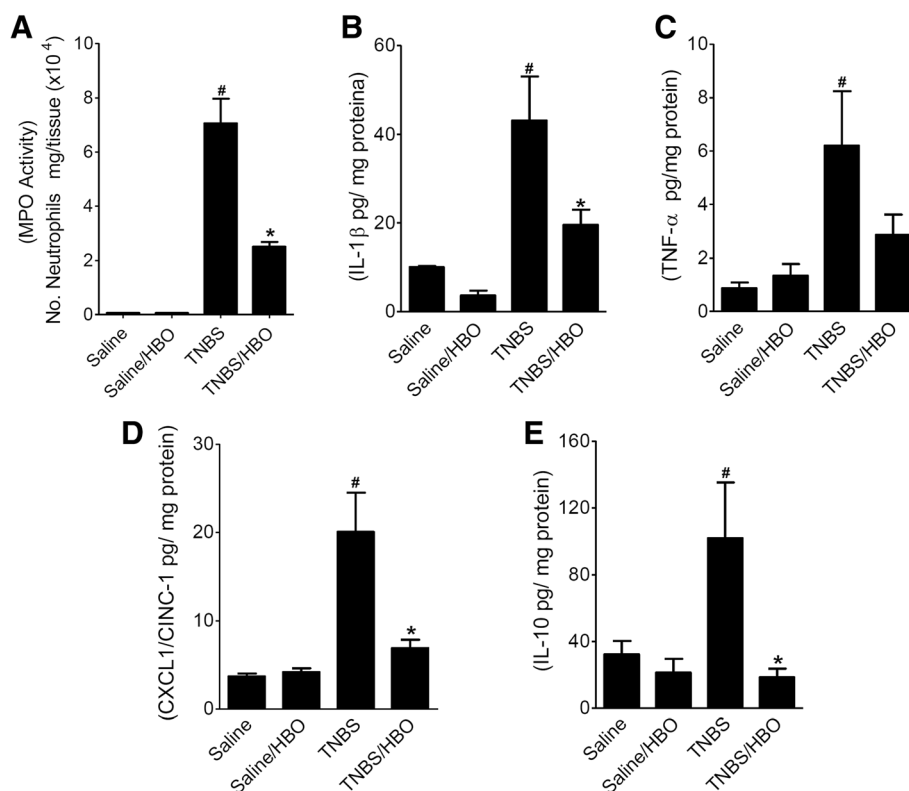 A
(MPO Activity)
No. Neutrophils mg/tissue (x10 4)
10
8
6
4
2
0
#
*
Saline
Saline/HBO
TNBS
TNBS/HBO
B
(IL-1β pg/ mg proteina)
60
40
20
0
#
*
Saline
Saline/HBO
TNBS
TNBS/HBO
C
(TNF-α pg/mg protein)
10
8
6
4
2
0
#
Saline
Saline/HBO
TNBS
TNBS/HBO
D
(CXCL1/CINC-1 pg/ mg protein)
30
20
10
0
#
*
Saline
Saline/HBO
TNBS
TNBS/HBO
E
(IL-10 pg/ mg protein)
160
120
80
40
0
#
*
Saline
Saline/HBO
TNBS
TNBS/HBO